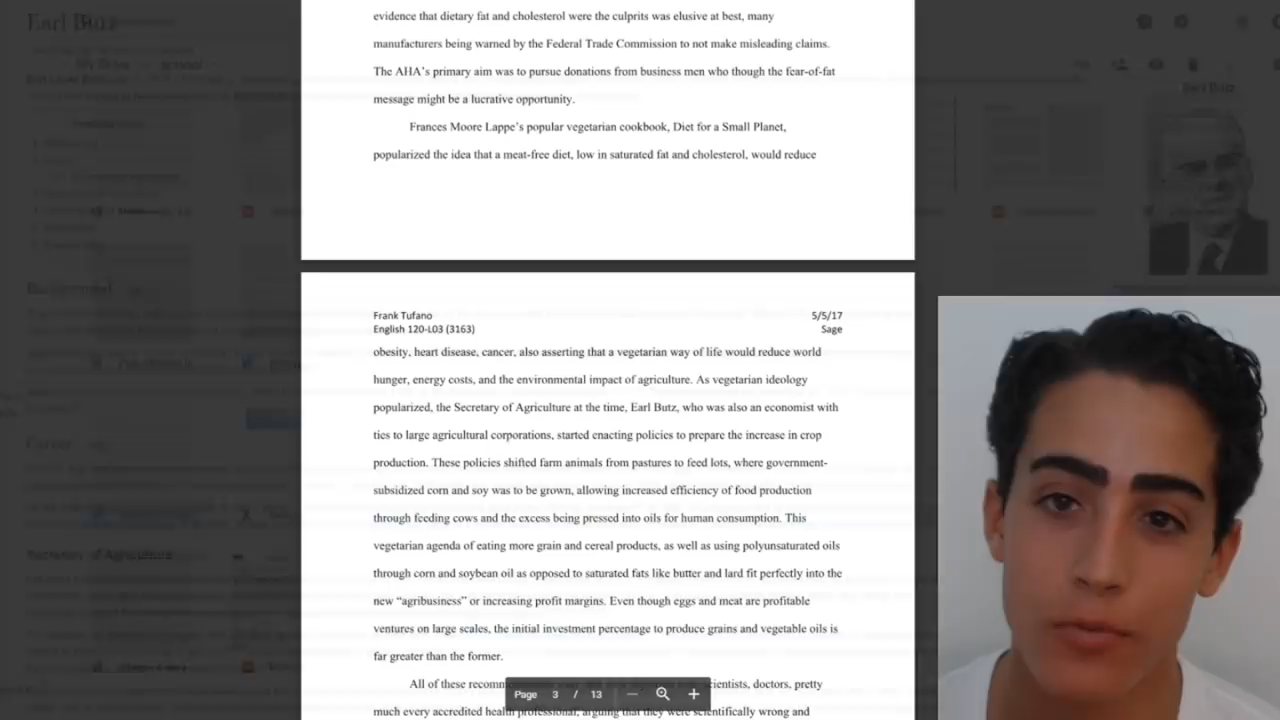 Earl Butz
evidence that dietary fat and cholesterol were the culprits was elusive at best, many
manufacturers being warned by the Federal Trade Commission to not make misleading claims.
The AHA's primary aim was to pursue donations from business men who though the fear-of-fat
message might be a lucrative opportunity.
Frances Moore Lappe's popular vegetarian cookbook, Diet for a Small Planet,
popularized the idea that a meat-free diet, low in saturated fat and cholesterol, would reduce
Frank Tufano 5/5/17
English 120-L03 (3163) Sage
obesity, heart disease, cancer, also asserting that a vegetarian way of life would reduce world
hunger, energy costs, and the environmental impact of agriculture. As vegetarian ideology
popularized, the Secretary of Agriculture at the time, Earl Butz, who was also an economist with
ties to large agricultural corporations, started enacting policies to prepare the increase in crop
production. These policies shifted farm animals from pastures to feed lots, where government-
subsidized corn and soy was to be grown, allowing increased efficiency of food production
through feeding cows and the excess being pressed into oils for human consumption. This
vegetarian agenda of eating more grain and cereal products, as well as using polyunsaturated oils
through corn and soybean oil as opposed to saturated fats like butter and lard fit perfectly into the
new “agribusiness” or increasing profit margins. Even though eggs and meat are profitable
ventures on large scales, the initial investment percentage to produce grains and vegetable oils is
far greater than the former.
All of these scientists, doctors, pretty
much every accredited health professional, arguing that they were scientifically wrong and
Page 3 / 13
Career
Secretary of Agriculture